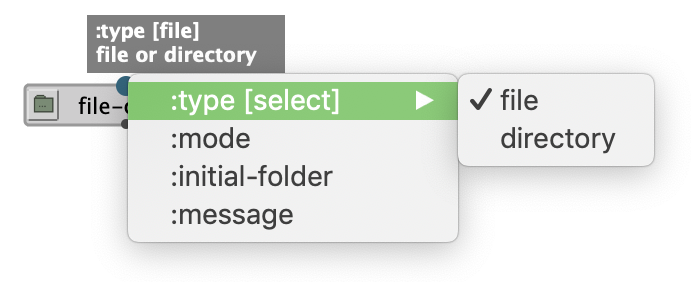 :type [file]
file or directory
file-
:type [select]
file
:mode
directory
:initial-folder
:message